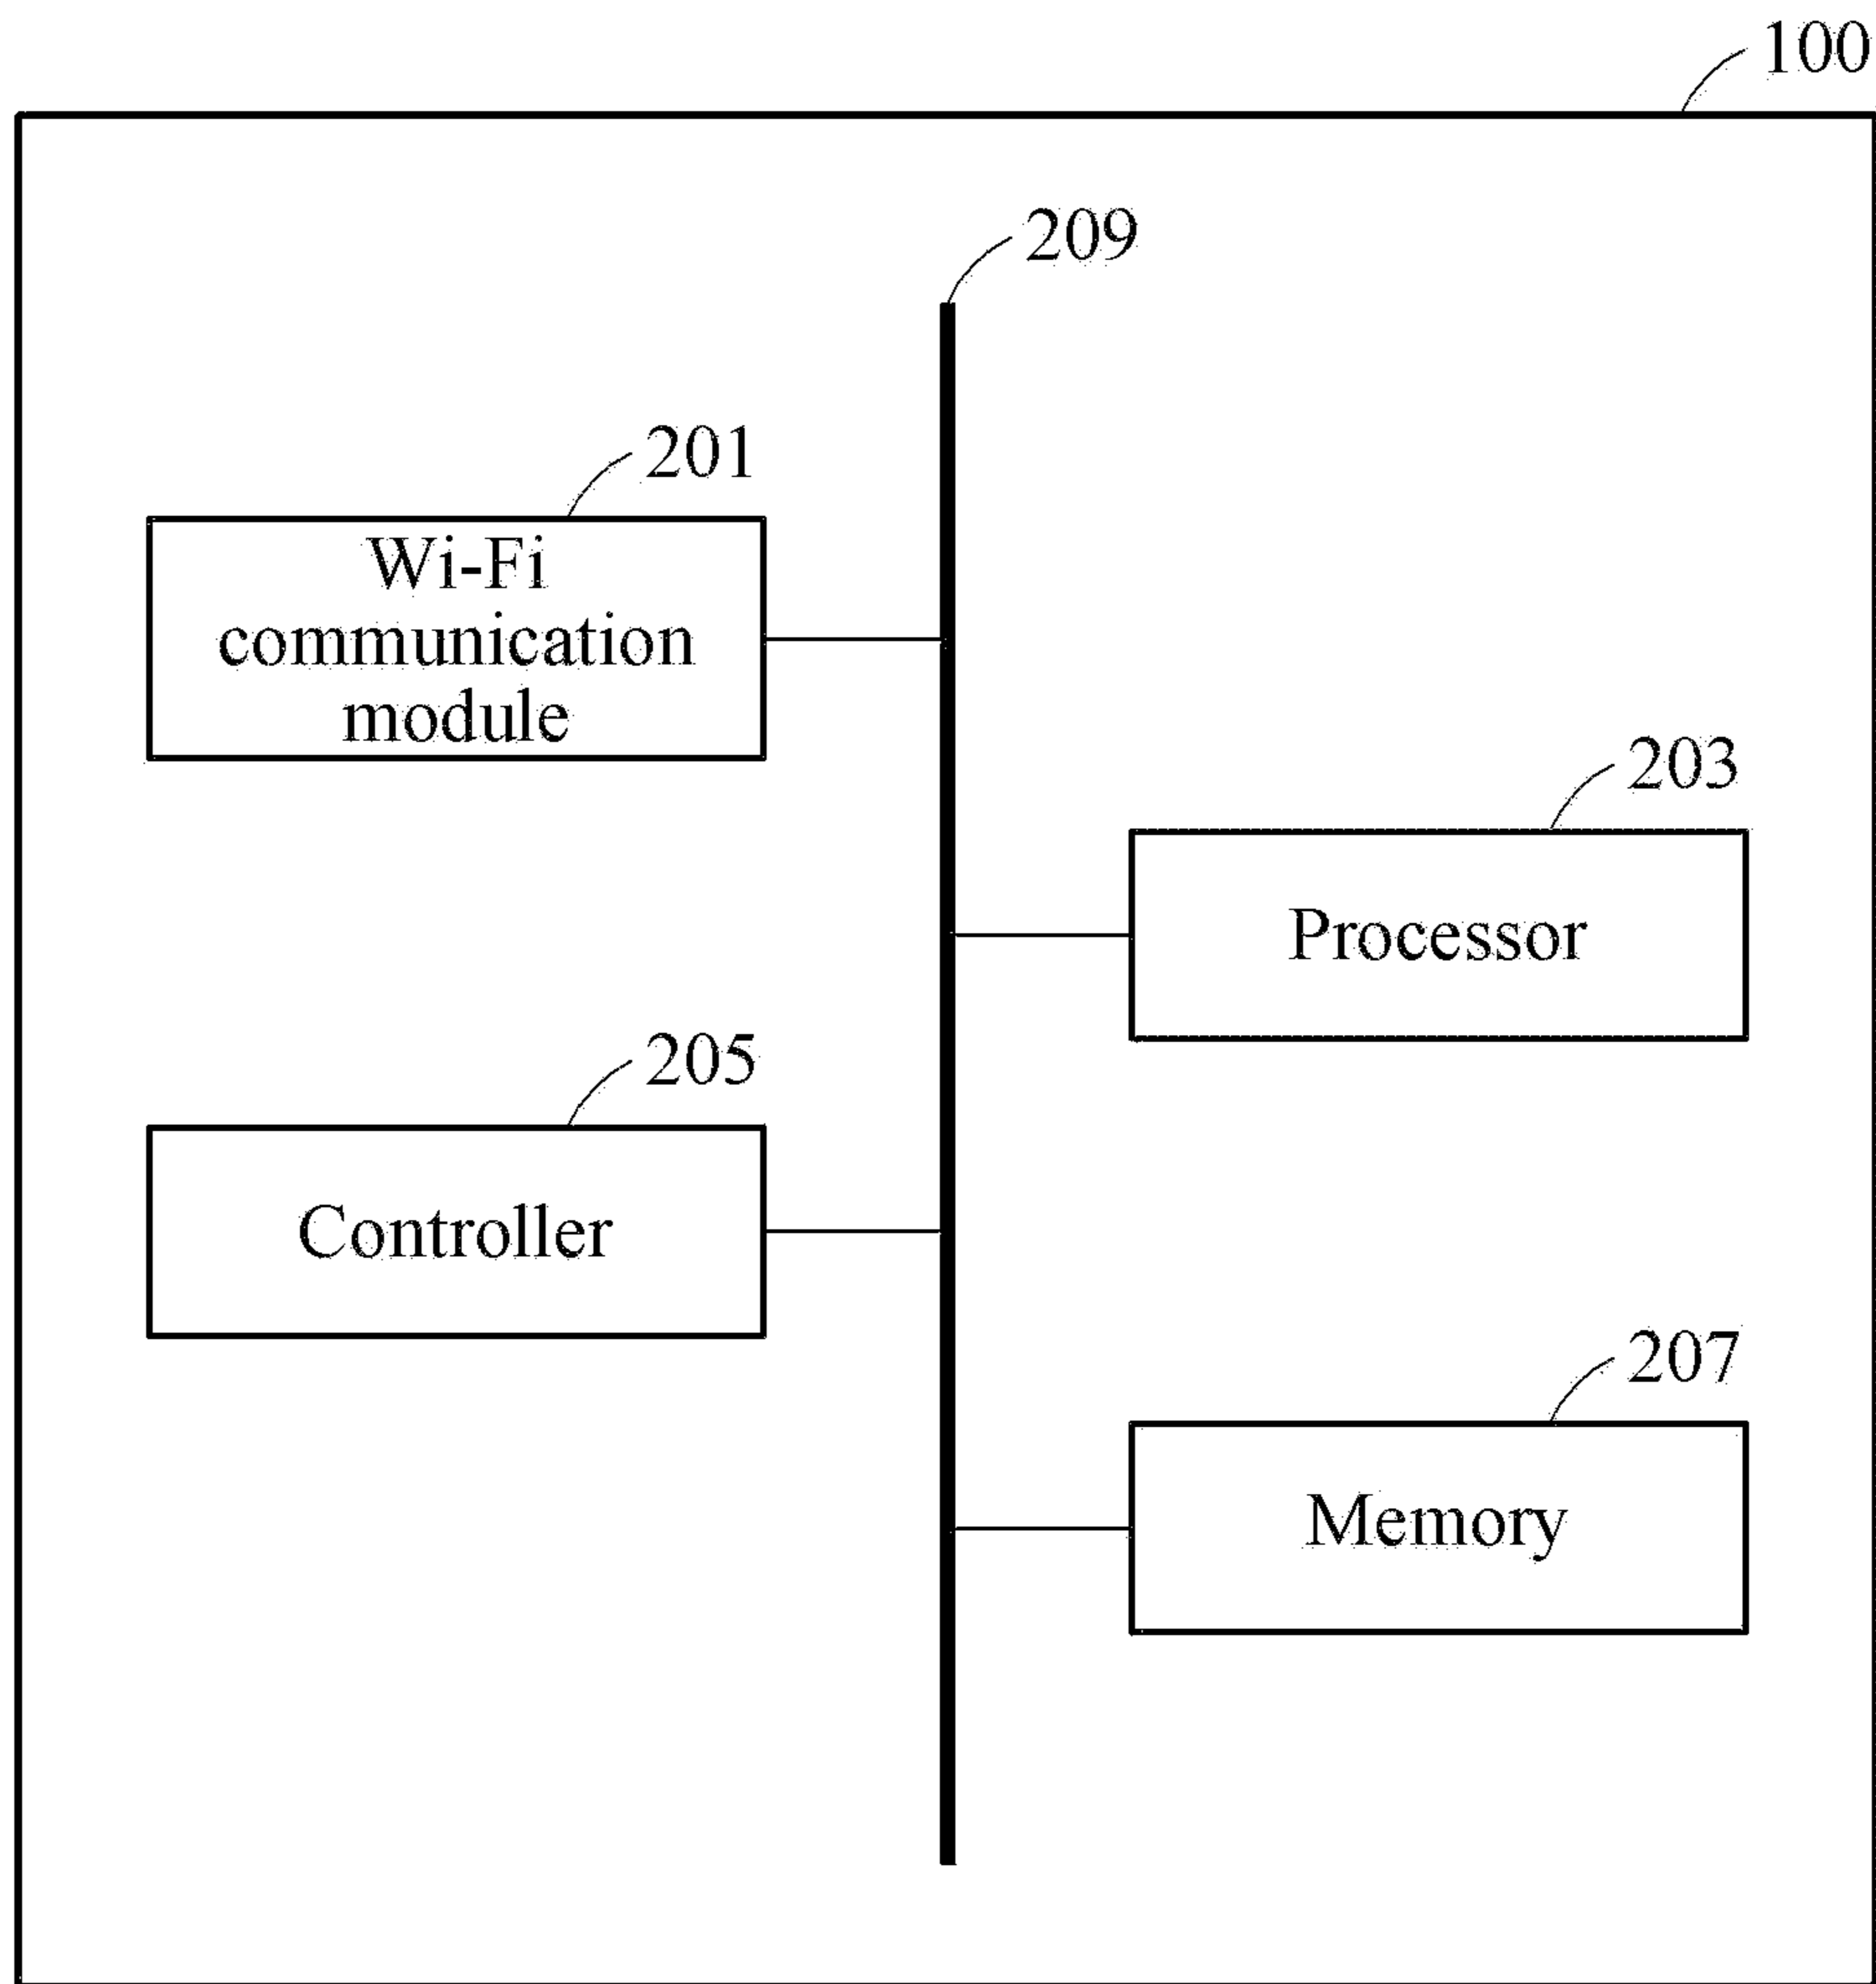 100
209
201
Wi-Fi
communication
module
203
Processor
205
Controller
207
Memory